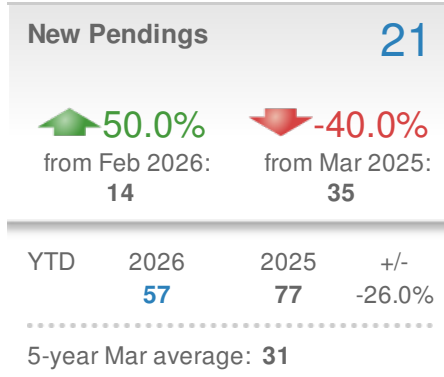 New Pendings 21
50.0% -40.0%
from Feb 2026: from Mar 2025:
14 35
YTD 2026 2025 +/-
57 77 -26.0%
5-year Mar average: 31